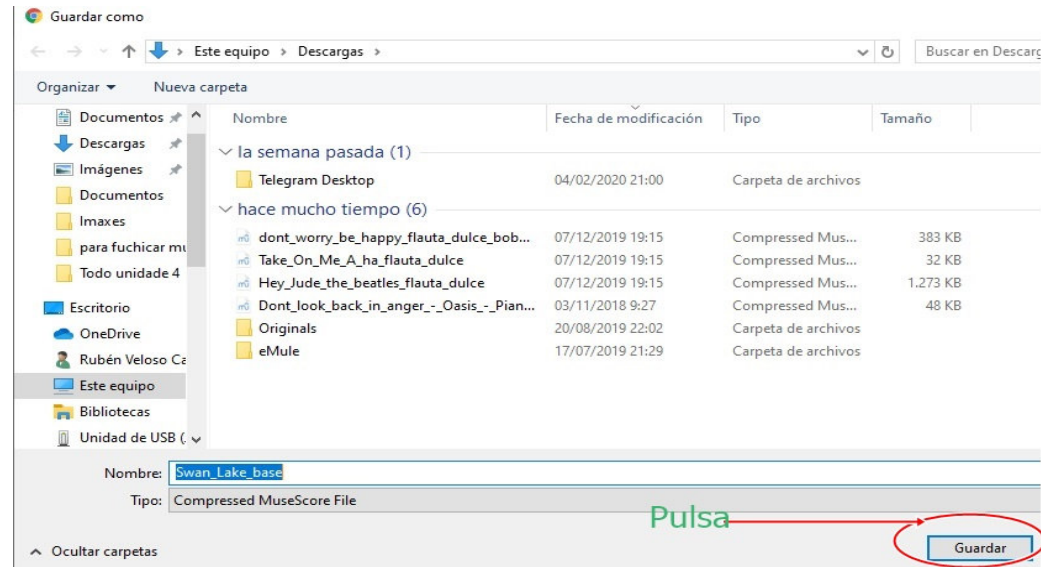 Guardar como
Este equipo > Descargas >
Buscar en Descarg
Organizar Nueva carpeta
Documentos
Descargas
Imágenes
Documentos
Imaxes
para fuchicar mu
Todo unidade 4
Escritorio
OneDrive
Rubén Veloso Ca
Este equipo
Bibliotecas
Unidad de USB (.
Nombre Fecha de modificación Tipo Tamaño
la semana pasada (1)
Telegram Desktop 04/02/2020 21:00 Carpeta de archivos
hace mucho tiempo (6)
dont_worry_be_happy_flauta_dulce_bob... 07/12/2019 19:15 Compressed Mus... 383 KB
Take_On_Me_A_ha_flauta_dulce 07/12/2019 19:15 Compressed Mus... 32 KB
Hey_Jude_the_beatles_flauta_dulce 07/12/2019 19:15 Compressed Mus... 1.273 KB
Dont_look_back_in_anger_-_Oasis_-_Pian... 03/11/2018 9:27 Compressed Mus... 48 KB
Originals 20/08/2019 22:02 Carpeta de archivos
eMule 17/07/2019 21:29 Carpeta de archivos
Nombre: Swan_Lake_base
Tipo: Compressed MuseScore File
Pulsa
Ocultar carpetas
Guardar